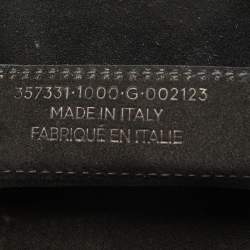 357331·1000·G·002123
MADE IN ITALY
FABRIQUÉ EN ITALIE